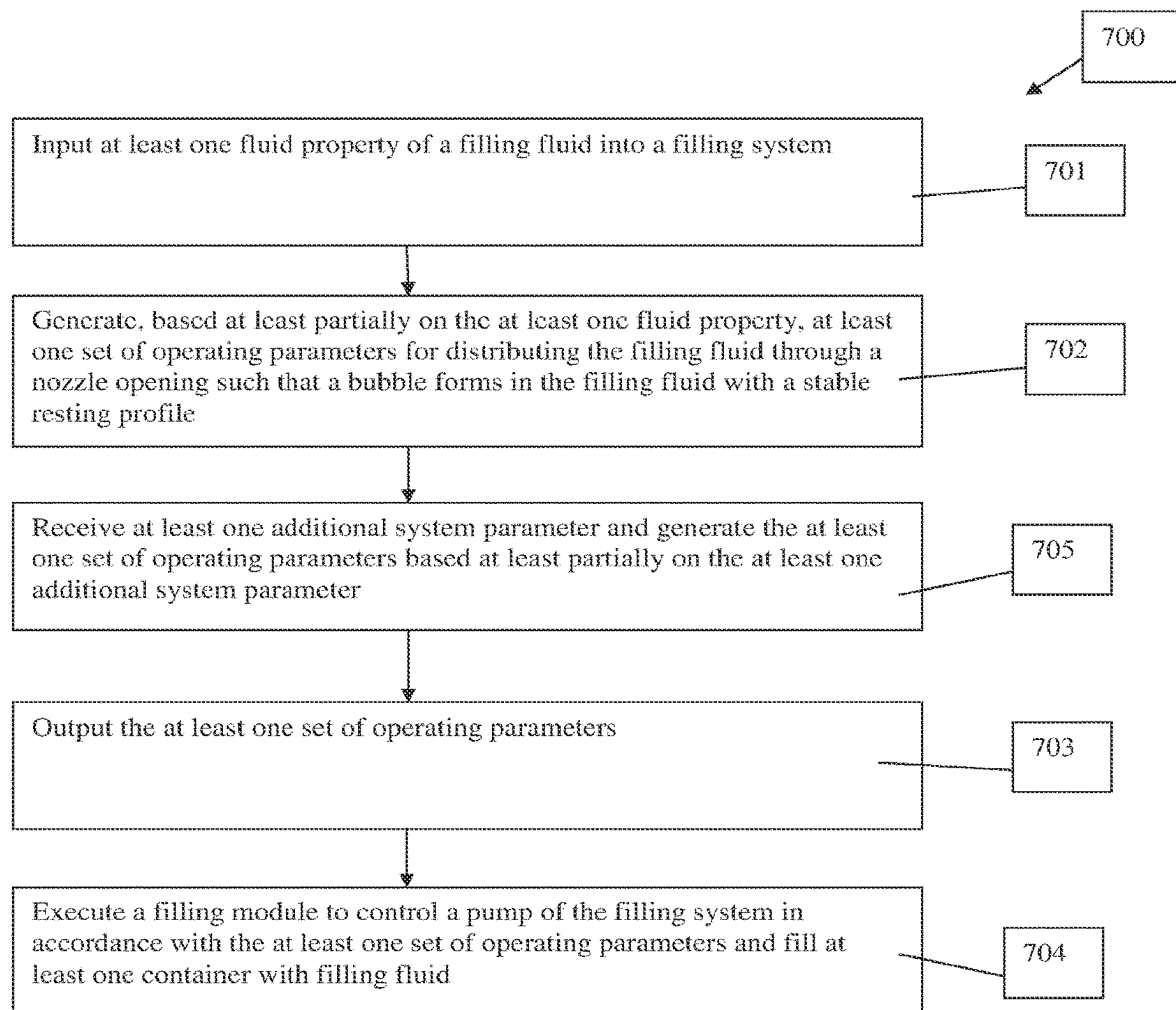 700
Input at least one fluid property of a filling fluid into a filling system
701
Generate, based at least partially on the at least one fluid property, at least
one set of operating parameters for distributing the filling fluid through a
nozzle opening such that a bubble forms in the filling fluid with a stable
resting profile
702
Receive at least one additional system parameter and generate the at least
one set of operating parameters based at least partially on the at least one
additional system parameter
705
Output the at least one set of operating parameters
703
Execute a filling module to control a pump of the filling system in
accordance with the at least one set of operating parameters and fill at
least one container with filling fluid
704